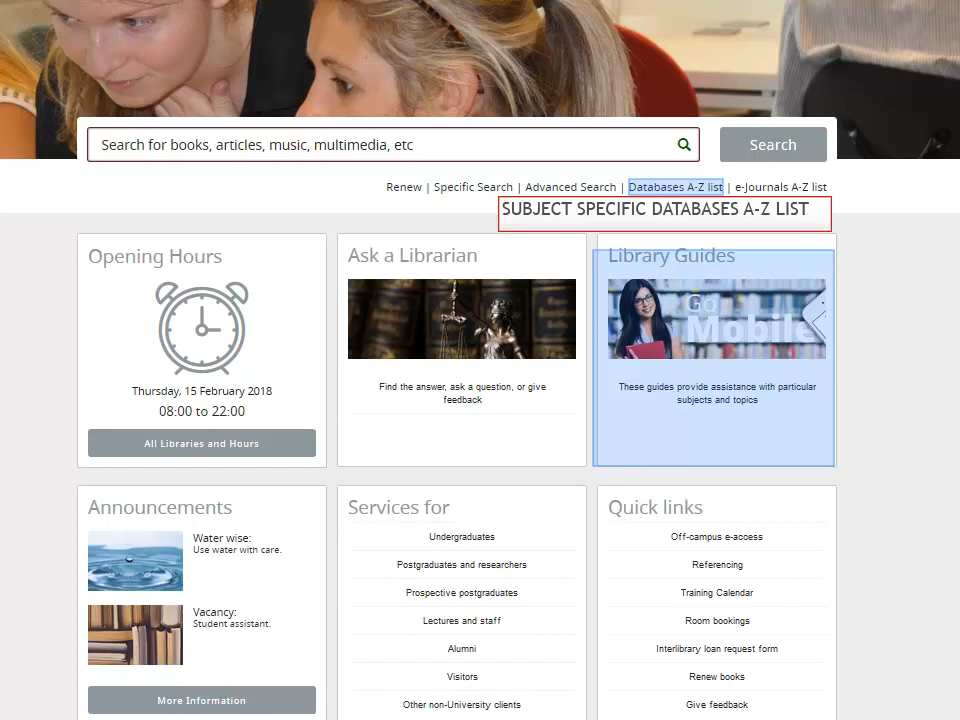 Search for books, articles, music, multimedia, etc
Search
Renew | Specific Search | Advanced Search | Databases A-Z list | e-Journals A-Z list
SUBJECT SPECIFIC DATABASES A-Z LIST
Opening Hours
Thursday, 15 February 2018
08:00 to 22:00
All Libraries and Hours
Ask a Librarian
Find the answer, ask a question, or give
feedback
Library Guides
Go
Mobile
These guides provide assistance with particular
subjects and topics
Announcements
Water wise:
Use water with care.
Vacancy:
Student assistant.
More Information
Services for
Undergraduates
Postgraduates and researchers
Prospective postgraduates
Lectures and staff
Alumni
Visitors
Other non-University clients
Quick links
Off-campus e-access
Referencing
Training Calendar
Room bookings
Interlibrary loan request form
Renew books
Give feedback